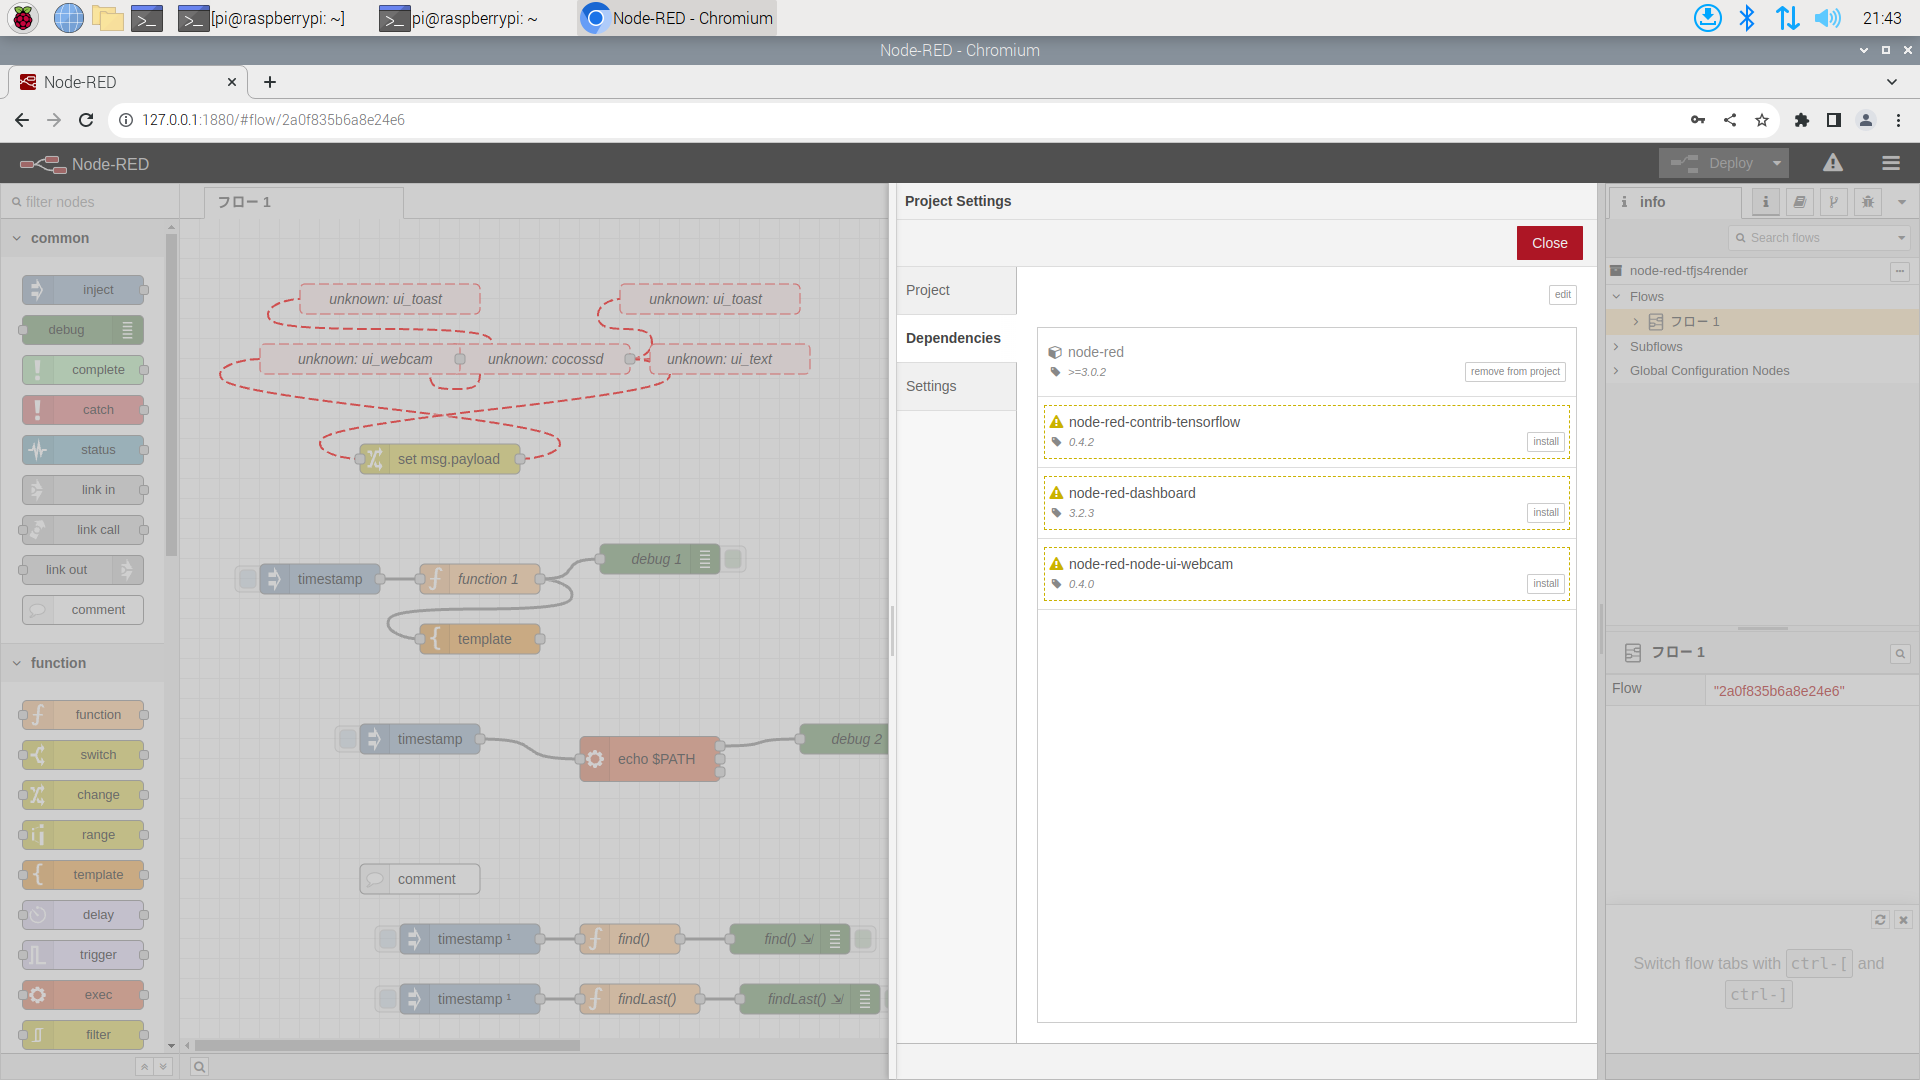 [pi@raspberrypi: ~]
pi@raspberrypi: ~
Node-RED - Chromium
21:43
Node-RED - Chromium
Node-RED
127.0.0.1:1880/#flow/2a0f835b6a8e24e6
Node-RED
Deploy
filter nodes
common
inject
debug
complete
catch
status
link in
link call
link out
comment
function
function
switch
change
range
template
delay
trigger
exec
filter
フロー 1
unknown: ui_toast
unknown: ui_toast
unknown: ui_webcam
unknown: cocossd
unknown: ui_text
set msg.payload
debug 1
timestamp
function 1
template
timestamp
echo $PATH
debug 2
comment
timestamp ¹
find()
find()
timestamp ¹
findLast()
findLast()
Project Settings
Close
Project
Dependencies
Settings
edit
node-red
>=3.0.2
remove from project
node-red-contrib-tensorflow
0.4.2
install
node-red-dashboard
3.2.3
install
node-red-node-ui-webcam
0.4.0
install
info
Search flows
node-red-tfjs4render
Flows
フロー 1
Subflows
Global Configuration Nodes
フロー 1
Flow
"2a0f835b6a8e24e6"
Switch flow tabs with ctrl-[ and
ctrl-]